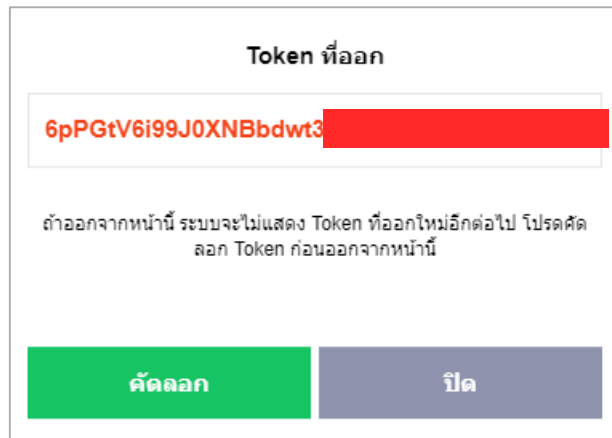 Token ที่ออก
6pPGtV6i99J0XNBbdwt3
ถ้าออกจากหน้านี้ ระบบจะไม่แสดง Token ที่ออกใหม่อีกต่อไป โปรดคัด
ลอก Token ก่อนออกจากหน้านี้
คัดลอก
ปิด